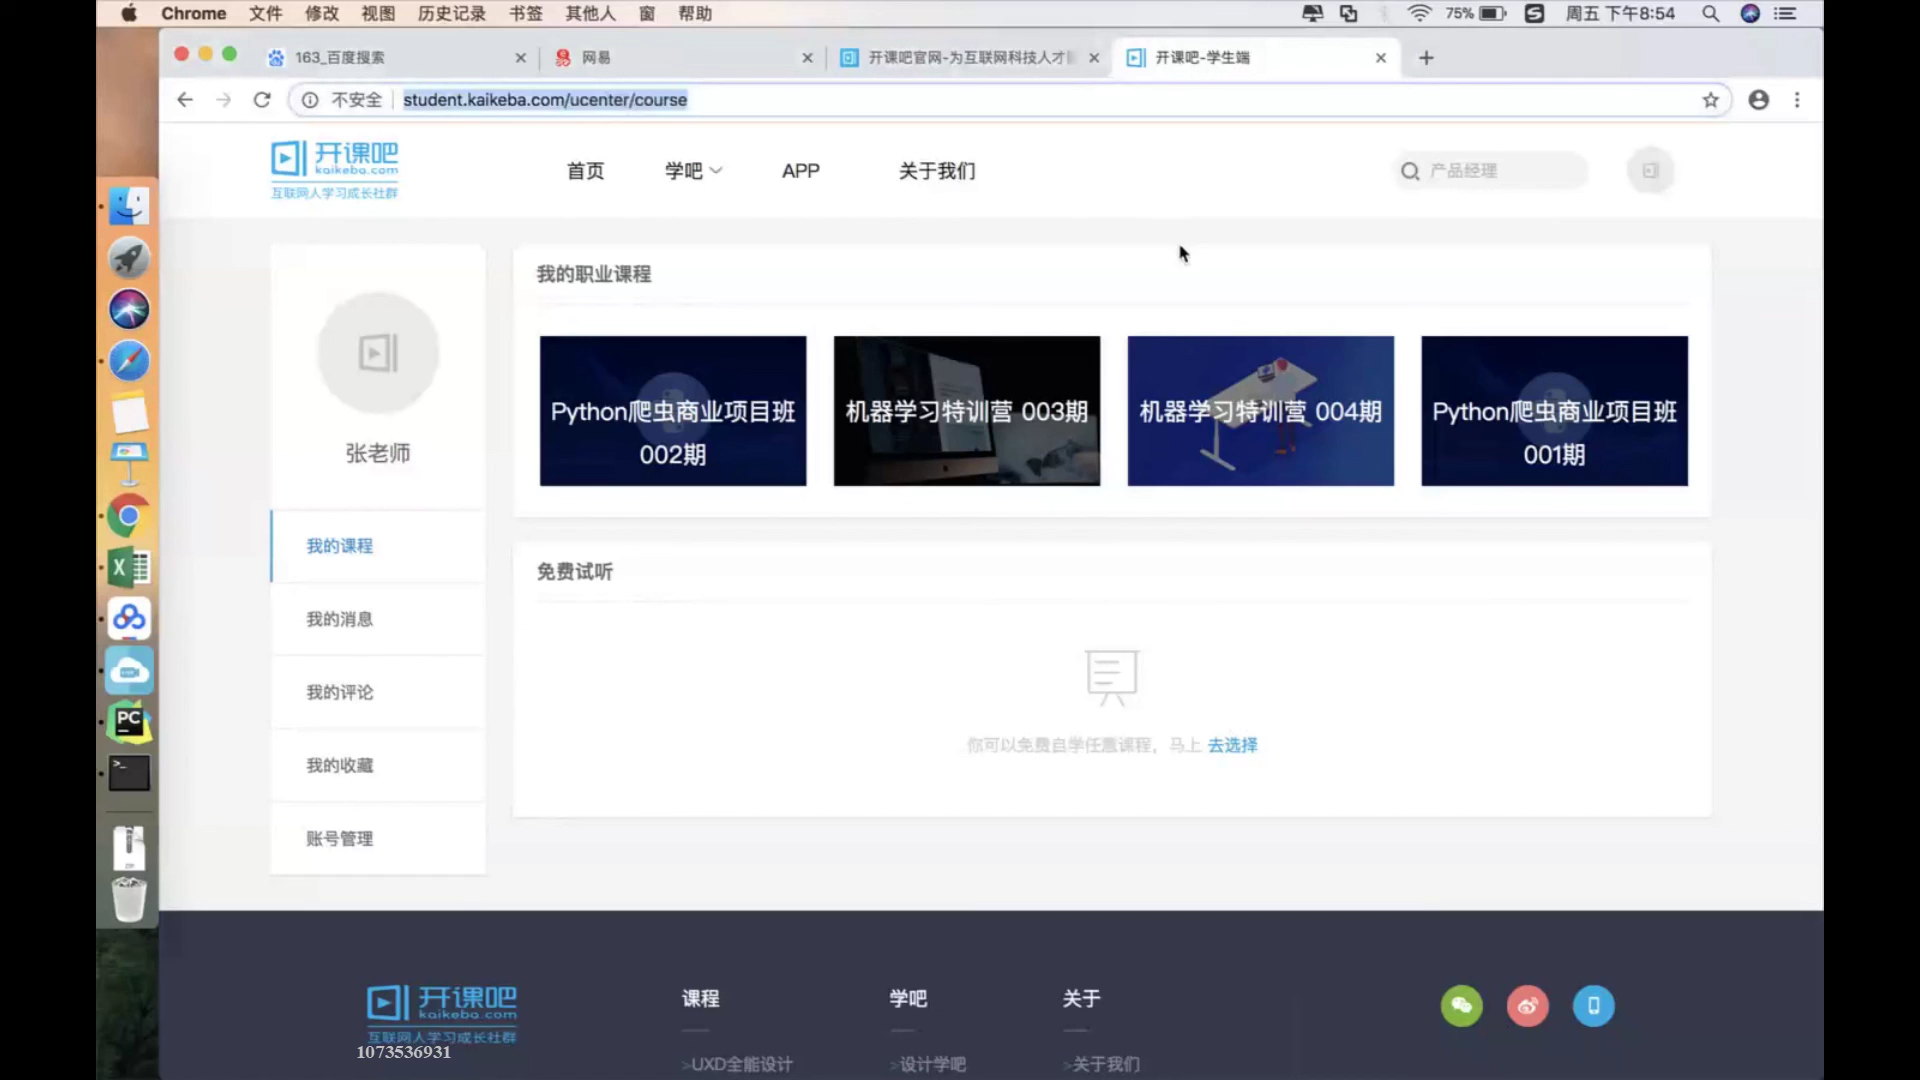 Chrome 文件 修改 视图 历史记录 书签 其他人 窗 帮助 75% 周五 下午8:54
163_百度搜索 网易 开课吧官网-为互联网科技人才 开课吧-学生端
不安全 student.kaikeba.com/ucenter/course
开课吧
kaikeba.com
互联网人学习成长社群
首页 学吧 APP 关于我们 产品经理
我的职业课程
Python爬虫商业项目班
002期
机器学习特训营 003期
机器学习特训营 004期
Python爬虫商业项目班
001期
张老师
我的课程
我的消息
我的评论
我的收藏
账号管理
免费试听
你可以免费自学任意课程，马上 去选择
PC
开课吧
kaikeba.com
互联网人学习成长社群
1073536931
课程 学吧 关于
>UXD全能设计 >设计学吧 >关于我们